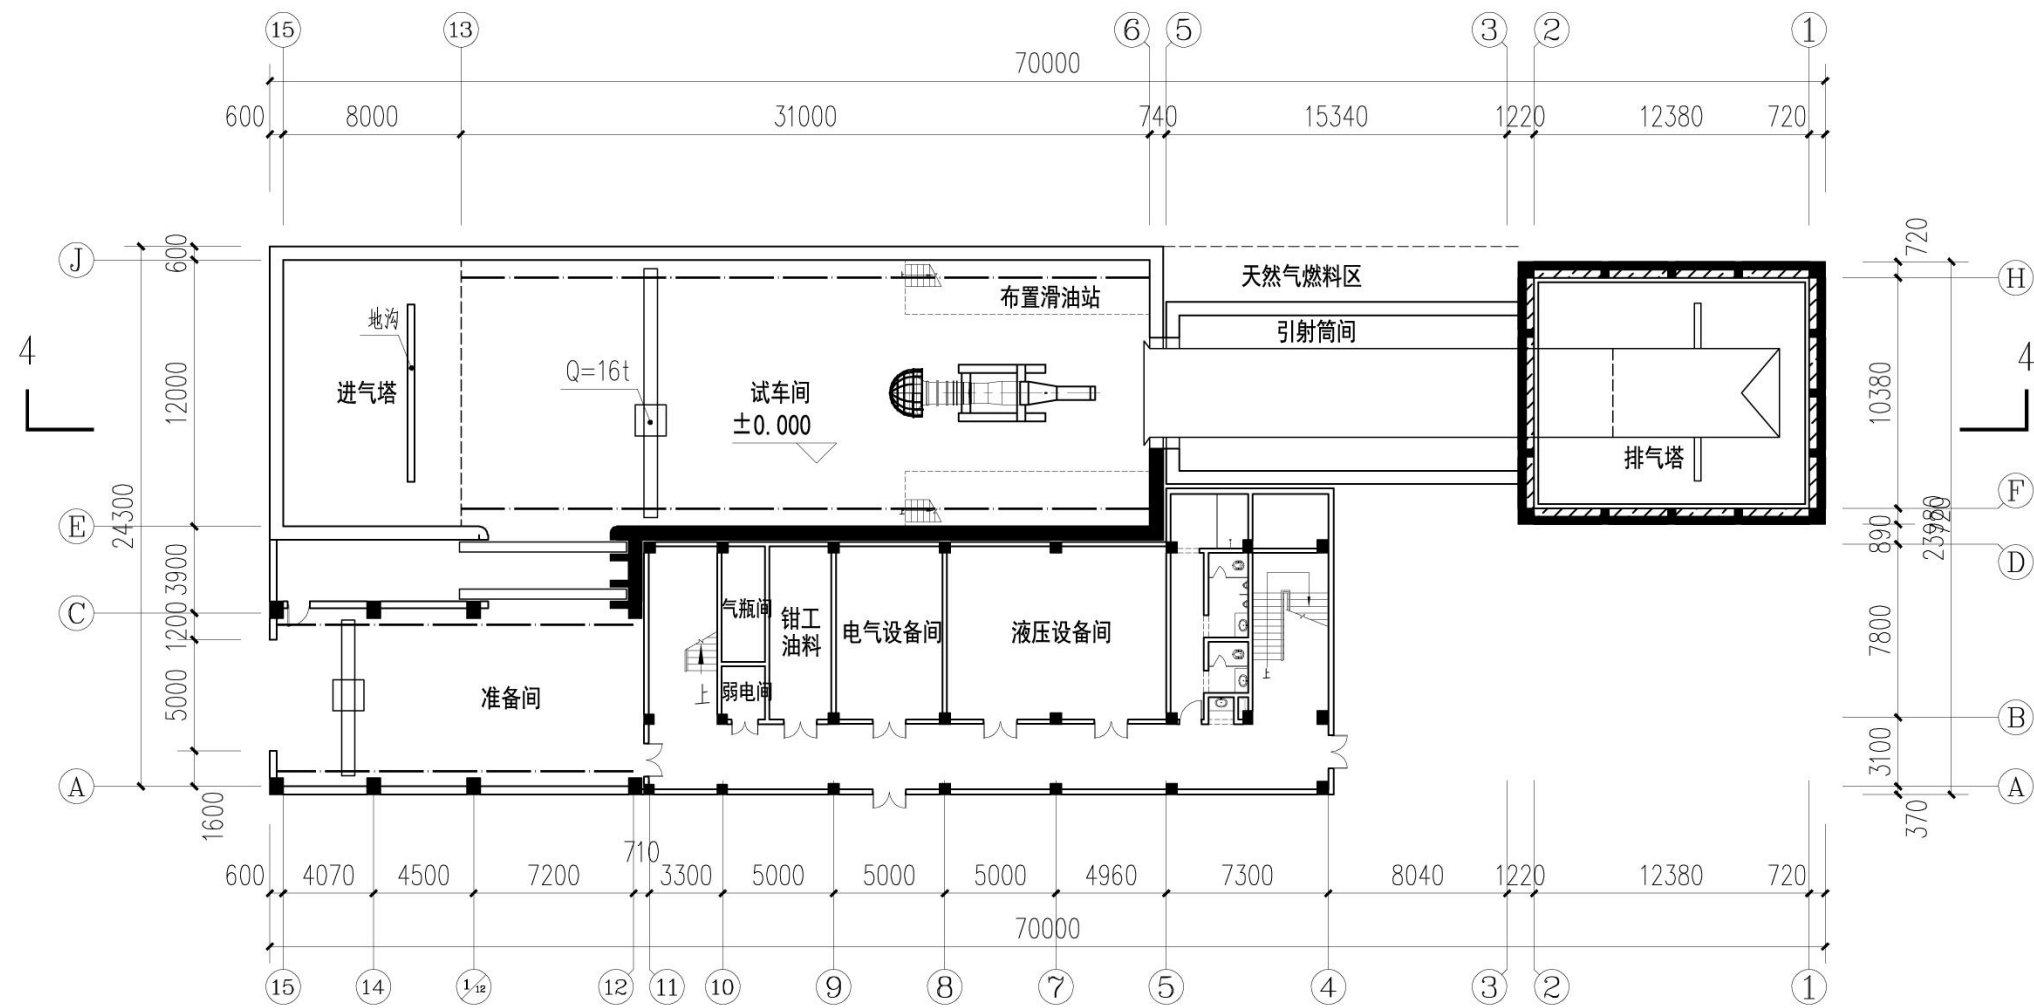 15 13 6 5 3 2 1
70000
600 8000 31000 740 15340 1220 12380 720
J
E
C
A
600
12000
3900
1200
5000
1600
24300
4
4
地沟
进气塔
Q=16t
试车间
±0.000
布置滑油站
天然气燃料区
引射筒间
排气塔
气瓶间
钳工
油料
电气设备间
液压设备间
弱电间
上
上
准备间
H
F
D
B
A
720
10380
720
890
7800
3100
370
23980
710
600 4070 4500 7200 3300 5000 5000 5000 4960 7300 8040 1220 12380 720
70000
15 14 1/12 12 11 10 9 8 7 5 4 3 2 1